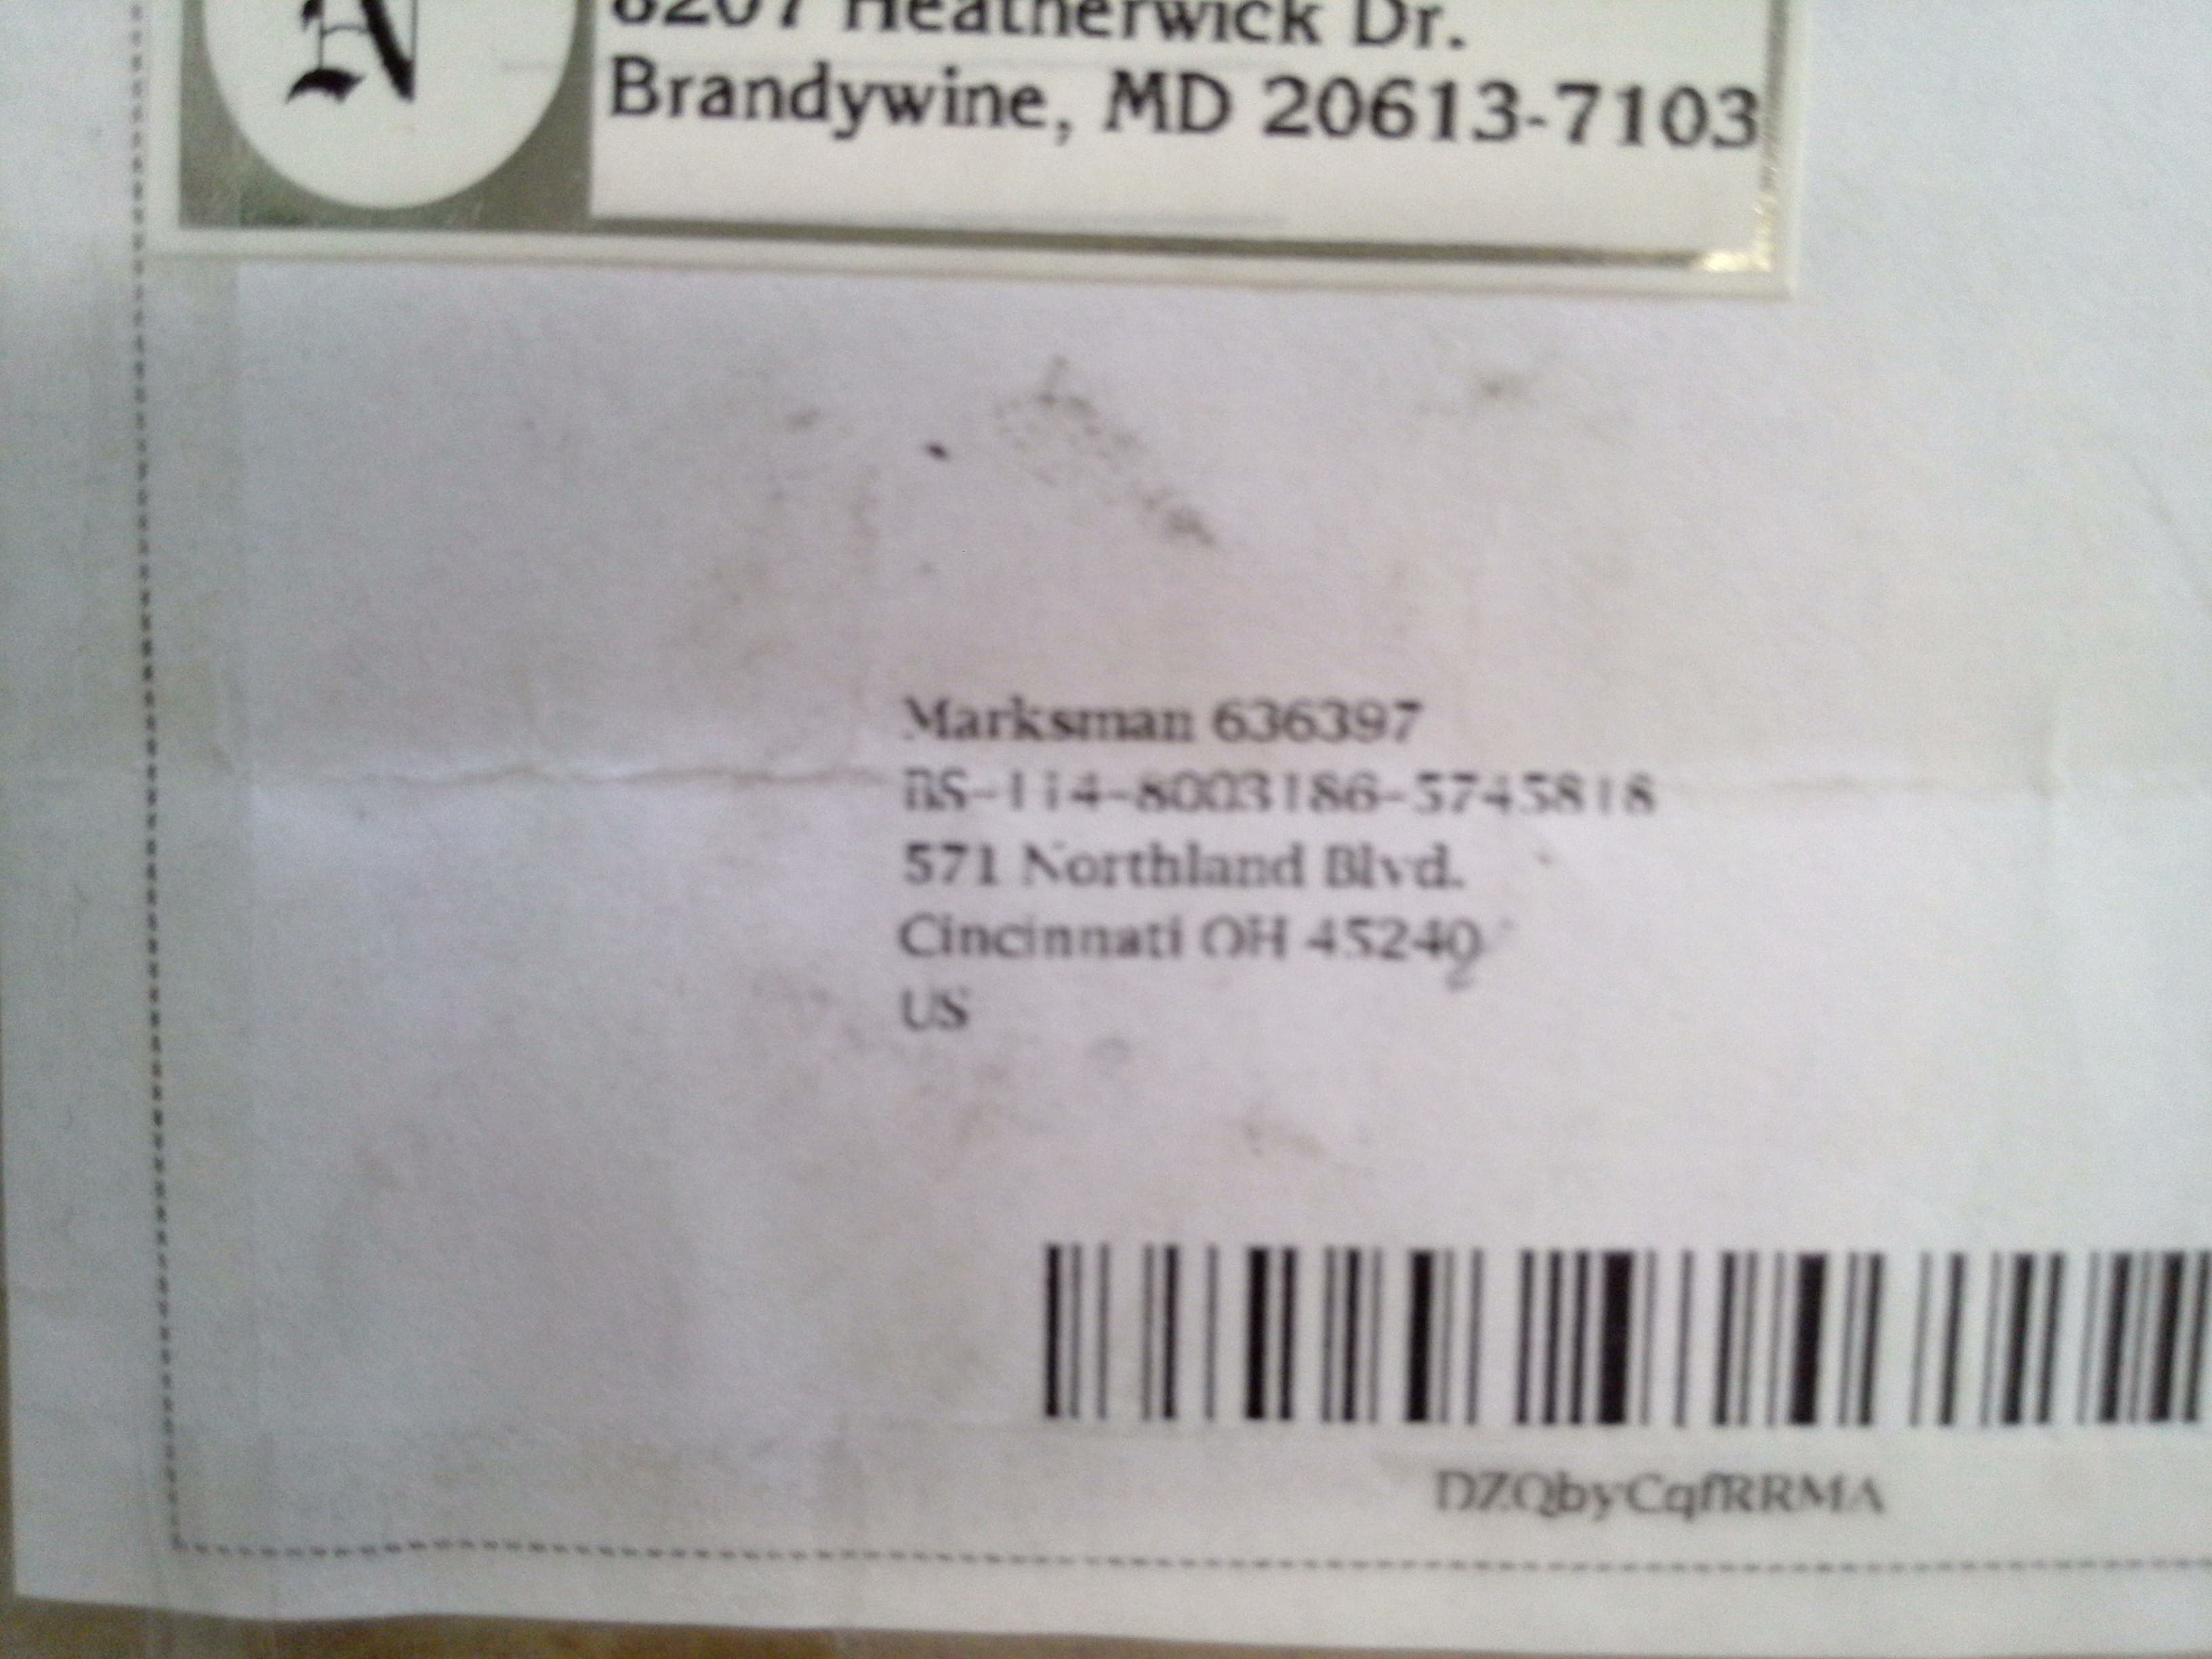 A
8207 Heatherwick Dr.
Brandywine, MD 20613-7103
Marksman 636397
BS-114-8003186-5745818
571 Northland Blvd.
Cincinnati OH 45240
US
DZQbyCqfRRMA